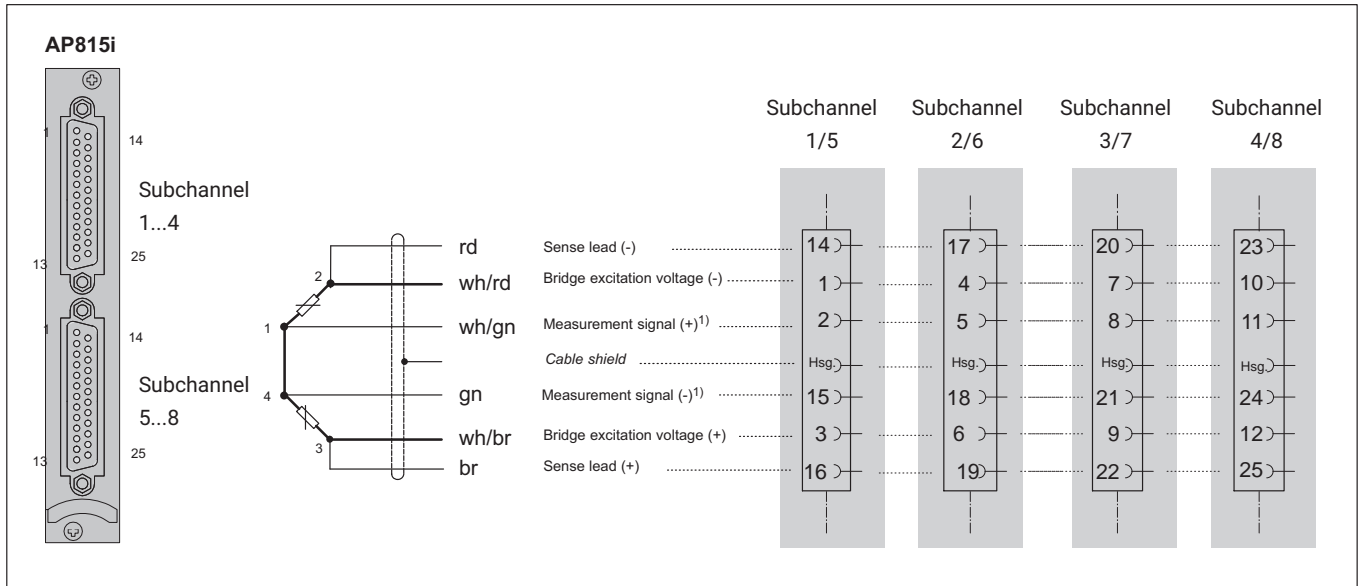 AP815i
1
14
Subchannel
1...4
13
25
1
14
Subchannel
5...8
13
25
2
1
4
3
rd Sense lead (-)
wh/rd Bridge excitation voltage (-)
wh/gn Measurement signal (+)1)
Cable shield
gn Measurement signal (-)1)
wh/br Bridge excitation voltage (+)
br Sense lead (+)
Subchannel Subchannel Subchannel Subchannel
1/5 2/6 3/7 4/8
14 17 20 23
1 4 7 10
2 5 8 11
Hsg. Hsg. Hsg. Hsg.
15 18 21 24
3 6 9 12
16 19 22 25